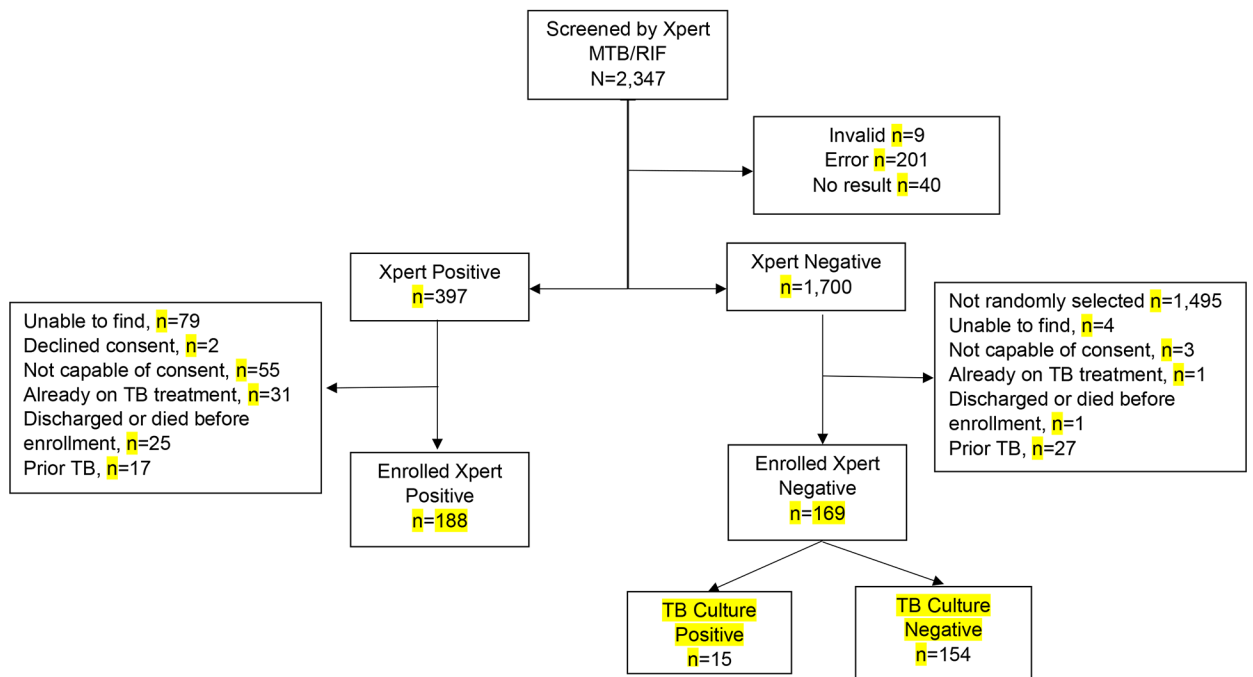 Screened by Xpert
MTB/RIF
N=2,347
Invalid n=9
Error n=201
No result n=40
Xpert Positive
n=397
Xpert Negative
n=1,700
Unable to find, n=79
Declined consent, n=2
Not capable of consent, n=55
Already on TB treatment, n=31
Discharged or died before
enrollment, n=25
Prior TB, n=17
Not randomly selected n=1,495
Unable to find, n=4
Not capable of consent, n=3
Already on TB treatment, n=1
Discharged or died before
enrollment, n=1
Prior TB, n=27
Enrolled Xpert
Positive
n=188
Enrolled Xpert
Negative
n=169
TB Culture
Positive
n=15
TB Culture
Negative
n=154